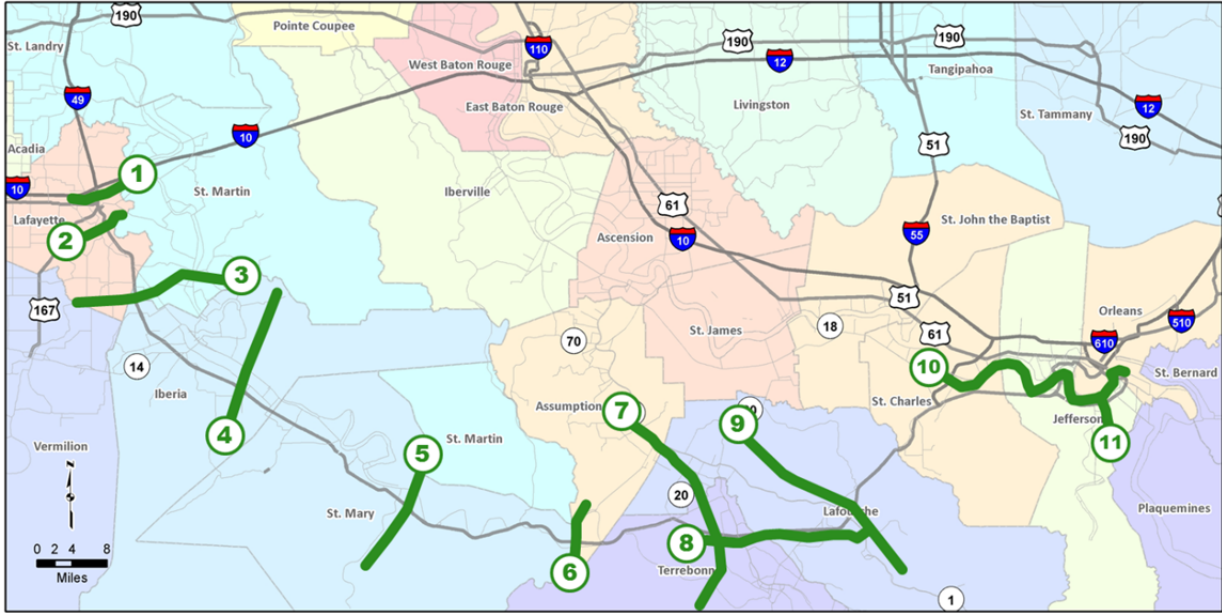 190
Pointe Coupee
St. Landry
110
190
190
West Baton Rouge
12
Tangipahoa
49
East Baton Rouge
Livingston
12
St. Tammany
10
190
Acadia
51
1
10
St. Martin
Iberville
61
Lafayette
St. John the Baptist
2
Ascension
10
55
3
167
51
Orleans
18
510
St. James
61
70
610
14
10
St. Bernard
Iberia
St. Charles
Assumption
7
9
Jefferson
4
St. Martin
11
Vermilion
5
N
20
Plaquemines
St. Mary
Lafourche
0 2 4 8
Miles
8
6
Terrebonne
1